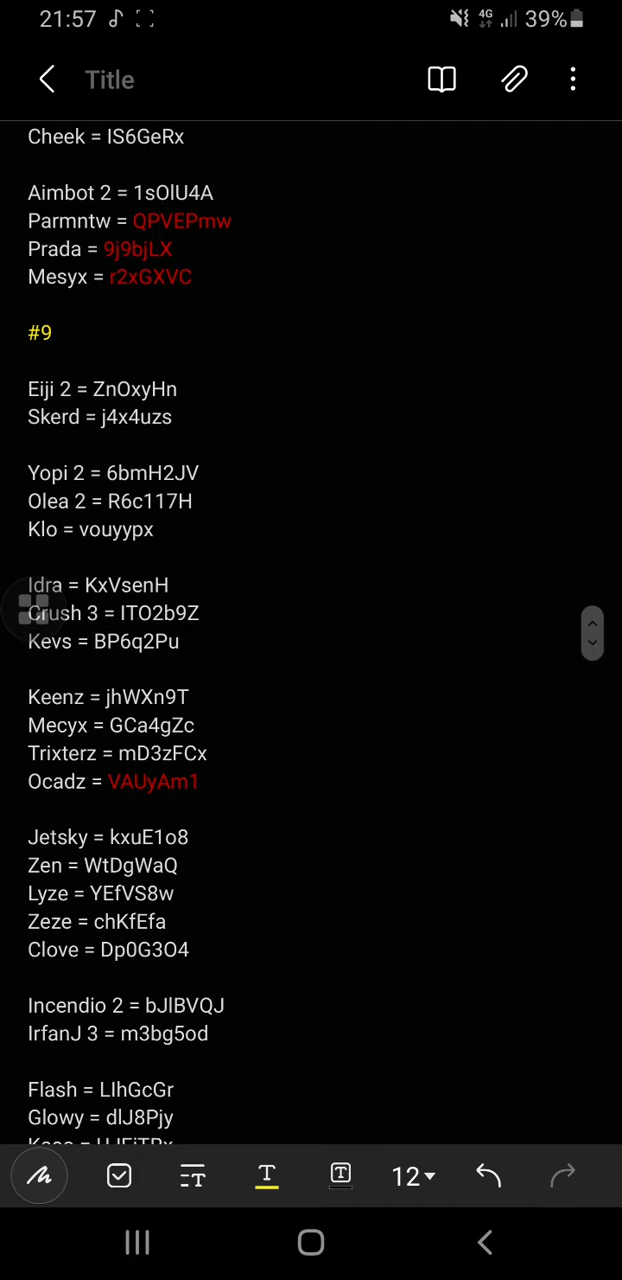 21:57
4G
39%
Title
Cheek = IS6GeRx
Aimbot 2 = 1sOlU4A
Parmntw = QPVEPmw
Prada = 9j9bjLX
Mesyx = r2xGXVC
#9
Eiji 2 = ZnOxyHn
Skerd = j4x4uzs
Yopi 2 = 6bmH2JV
Olea 2 = R6c117H
Klo = vouyypx
Idra = KxVsenH
Crush 3 = ITO2b9Z
Kevs = BP6q2Pu
Keenz = jhWXn9T
Mecyx = GCa4gZc
Trixterz = mD3zFCx
Ocadz = VAUyAm1
Jetsky = kxuE1o8
Zen = WtDgWaQ
Lyze = YEfVS8w
Zeze = chKfEfa
Clove = Dp0G3O4
Incendio 2 = bJlBVQJ
IrfanJ 3 = m3bg5od
Flash = LIhGcGr
Glowy = dlJ8Pjy
12